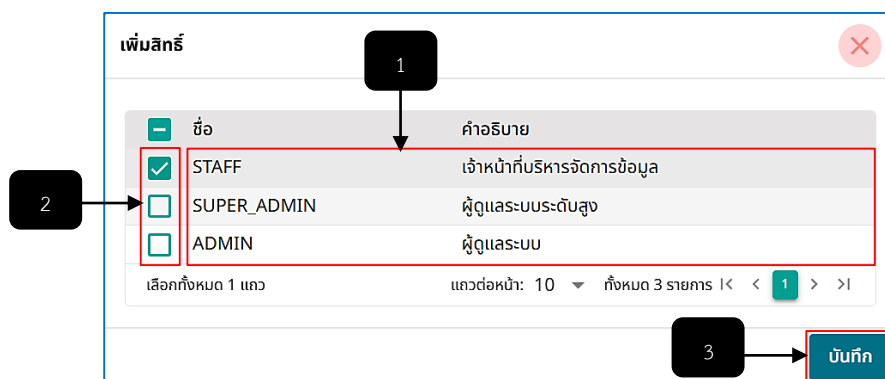 เพิ่มสิทธิ์
1
ชื่อ คำอธิบาย
STAFF เจ้าหน้าที่บริหารจัดการข้อมูล
2 SUPER_ADMIN ผู้ดูแลระบบระดับสูง
ADMIN ผู้ดูแลระบบ
เลือกทั้งหมด 1 แถว แถวต่อหน้า: 10 ทั้งหมด 3 รายการ 1
3 บันทึก